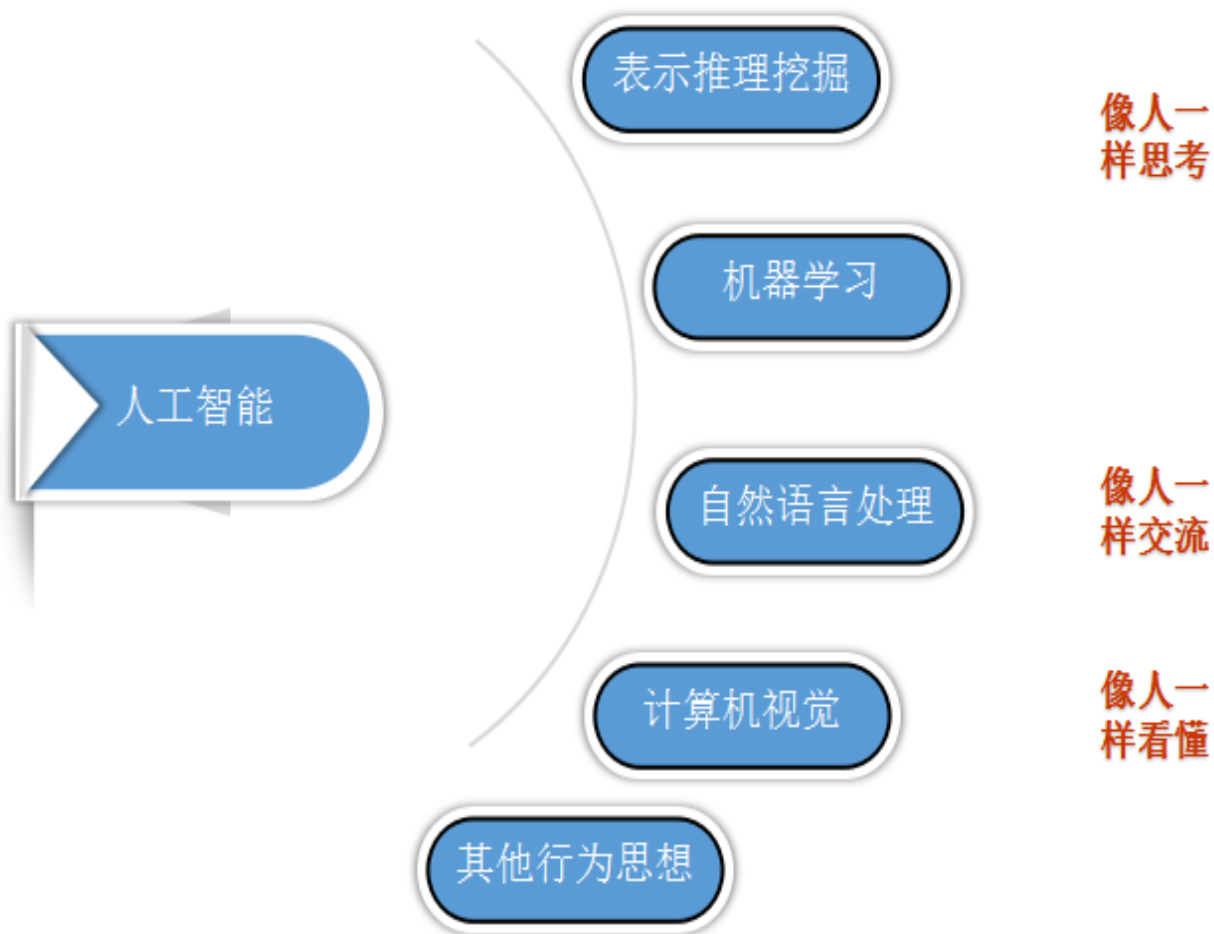 表示推理挖掘
像人一
样思考
机器学习
人工智能
自然语言处理
像人一
样交流
计算机视觉
像人一
样看懂
其他行为思想